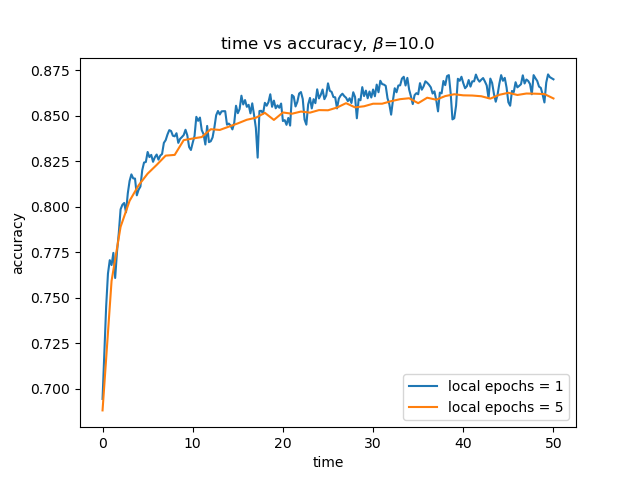 time vs accuracy, β=10.0
accuracy
0.875
0.850
0.825
0.800
0.775
0.750
0.725
0.700
0 10 20 30 40 50
time
local epochs = 1
local epochs = 5